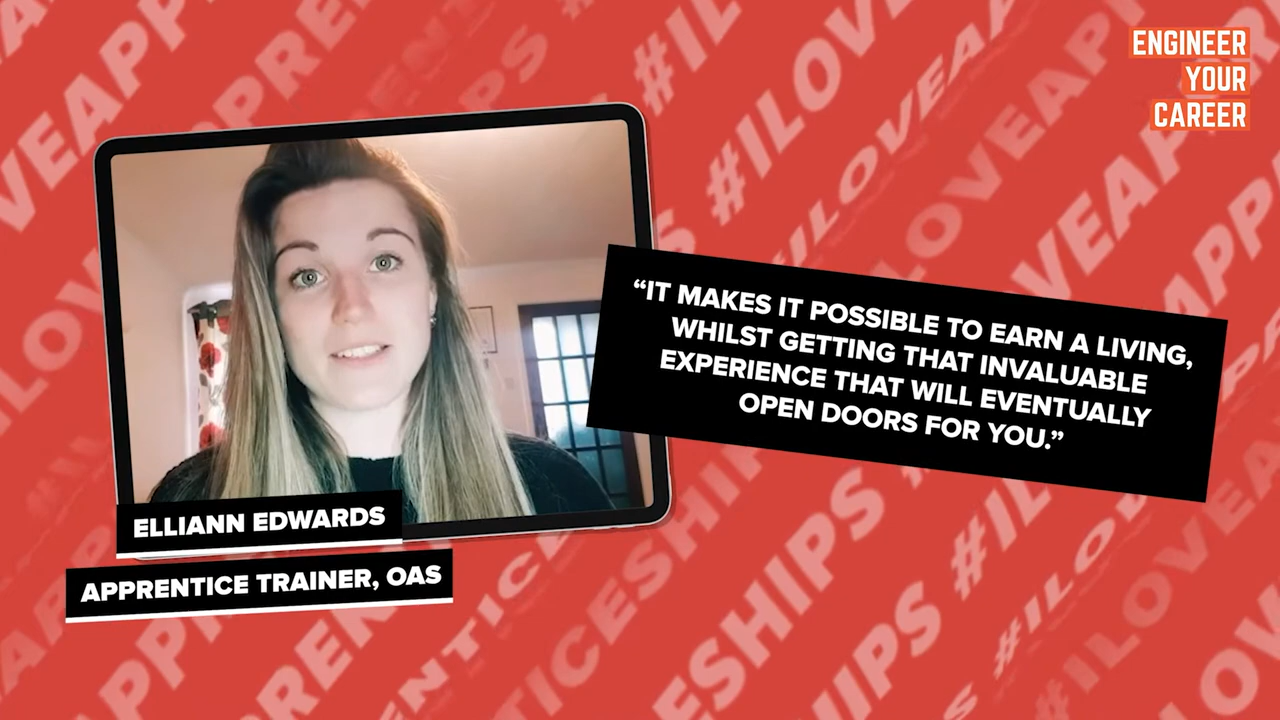 ENGINEER
YOUR
CAREER
“IT MAKES IT POSSIBLE TO EARN A LIVING,
WHILST GETTING THAT INVALUABLE
EXPERIENCE THAT WILL EVENTUALLY
OPEN DOORS FOR YOU.”
ELLIANN EDWARDS
APPRENTICE TRAINER, OAS